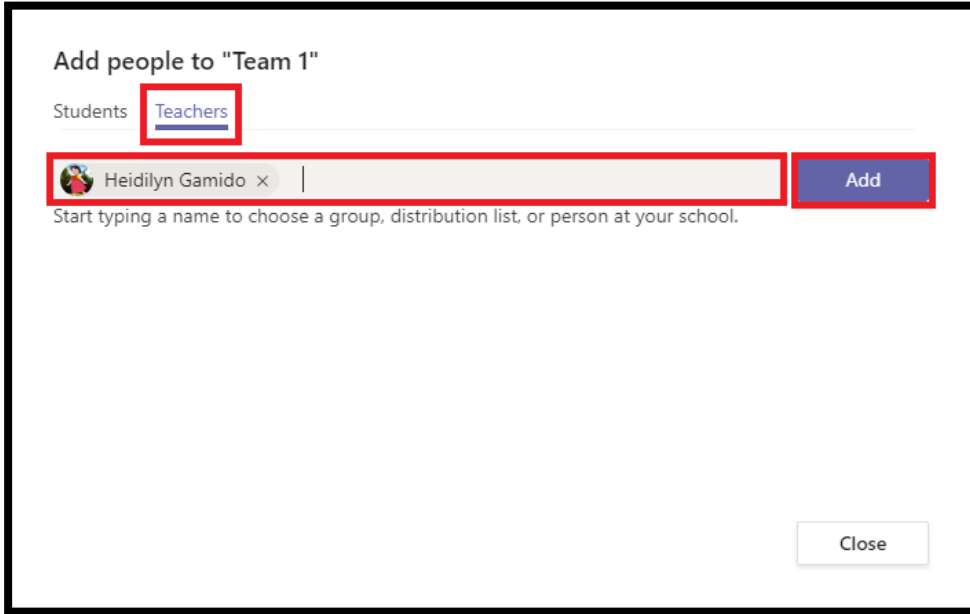 Add people to "Team 1"
Students Teachers
Heidilyn Gamido × Add
Start typing a name to choose a group, distribution list, or person at your school.
Close